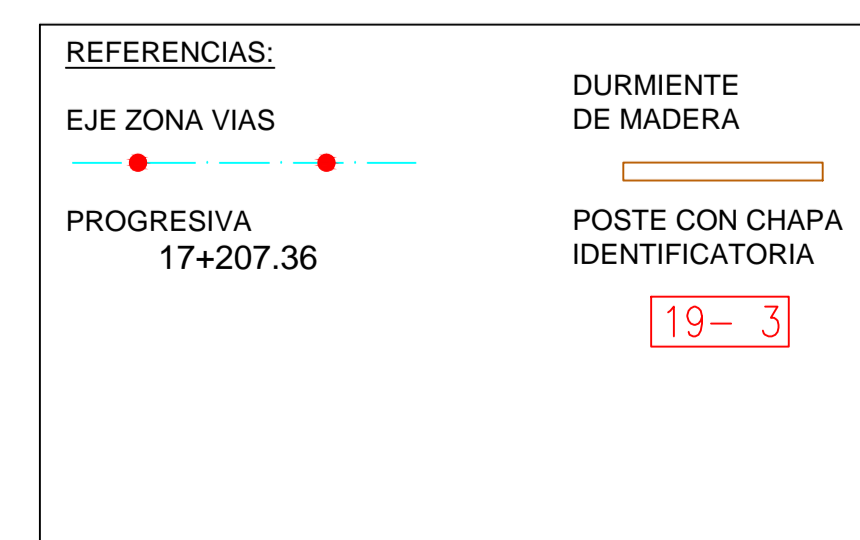 REFERENCIAS:
EJE ZONA VIAS
PROGRESIVA
17+207.36
DURMIENTE
DE MADERA
POSTE CON CHAPA
IDENTIFICATORIA
19- 3